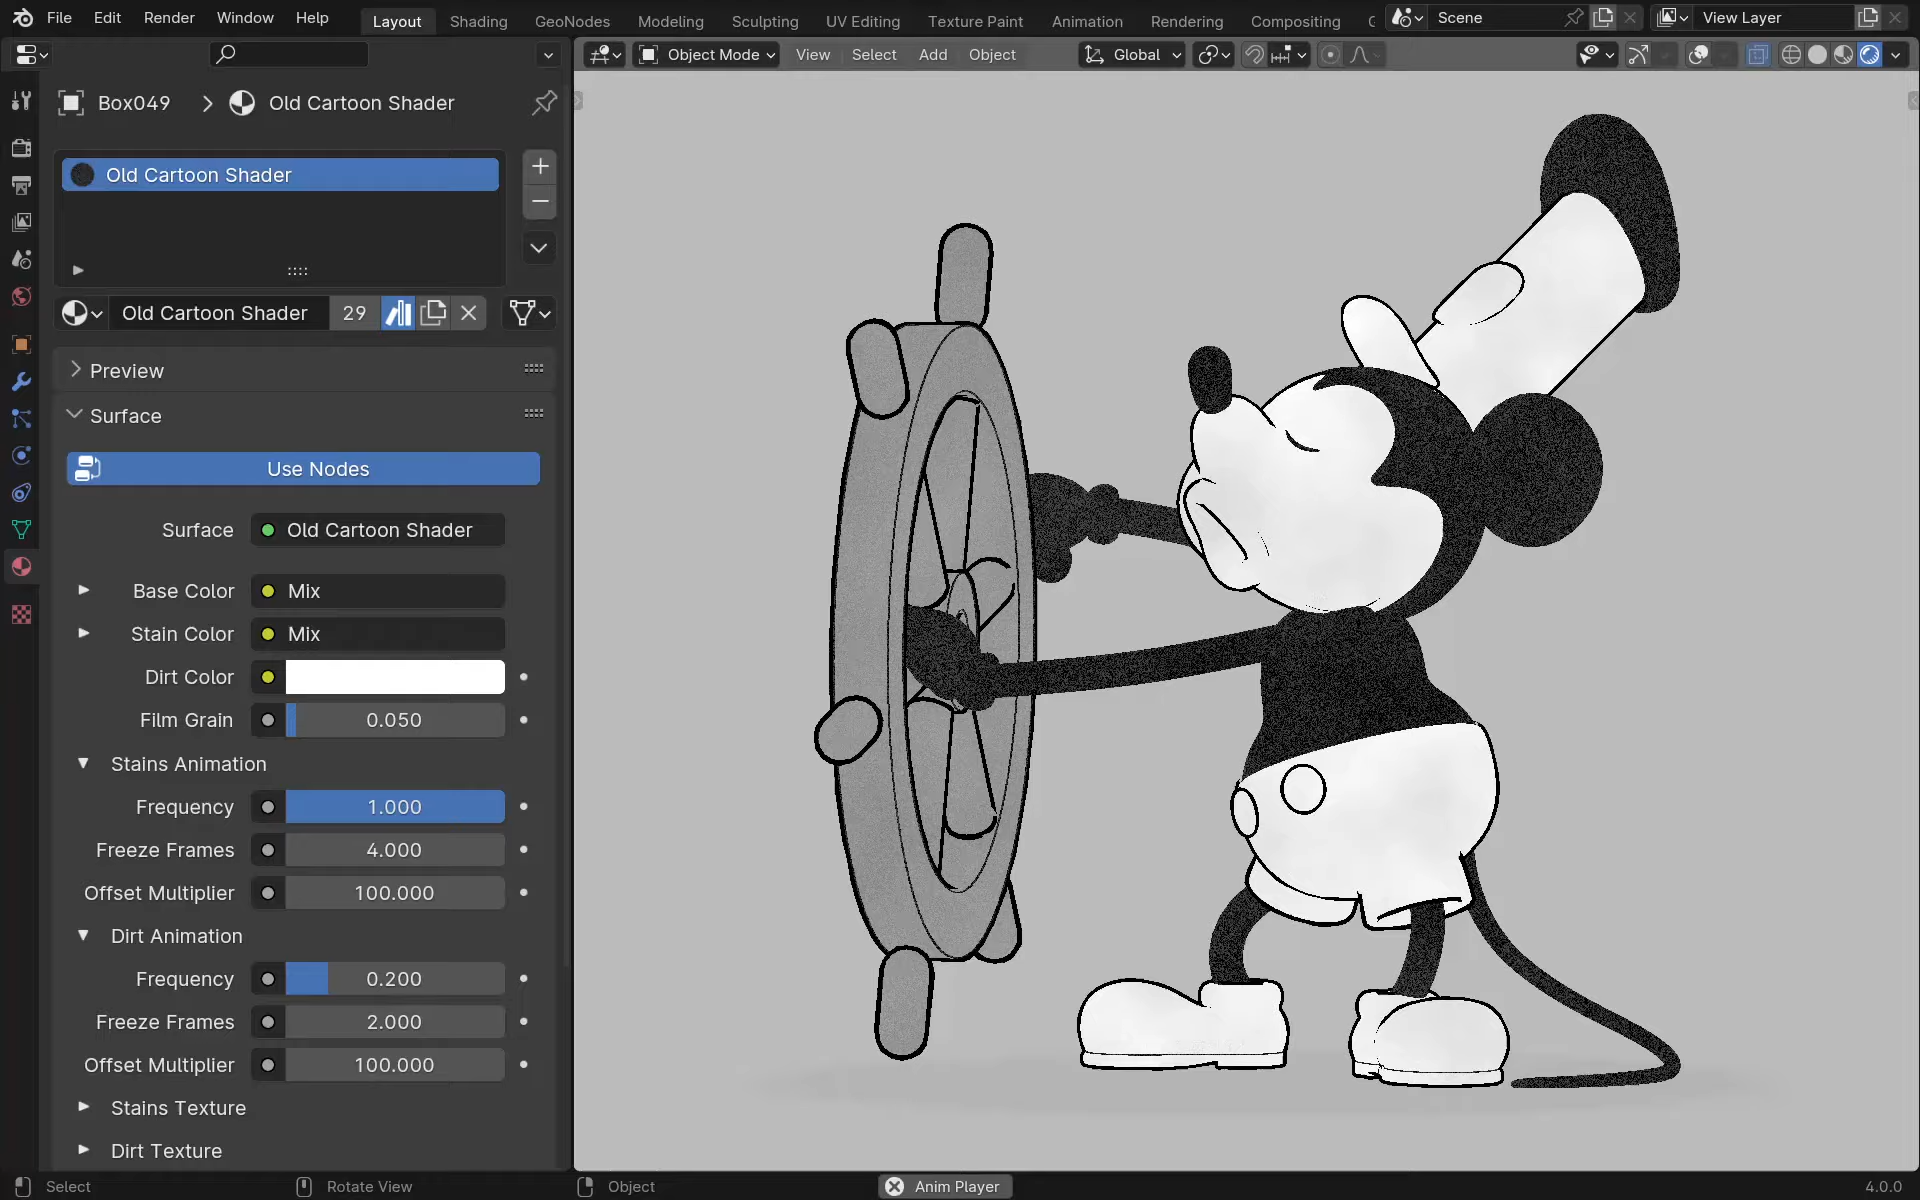 File Edit Render Window Help
Layout Shading GeoNodes Modeling Sculpting UV Editing Texture Paint Animation Rendering Compositing
Scene
View Layer
Object Mode View Select Add Object Global
Box049 Old Cartoon Shader
Old Cartoon Shader
Old Cartoon Shader 29
Preview
Surface
Use Nodes
Surface Old Cartoon Shader
Base Color Mix
Stain Color Mix
Dirt Color
Film Grain 0.050
Stains Animation
Frequency 1.000
Freeze Frames 4.000
Offset Multiplier 100.000
Dirt Animation
Frequency 0.200
Freeze Frames 2.000
Offset Multiplier 100.000
Stains Texture
Dirt Texture
Select Rotate View Object Anim Player 4.0.0